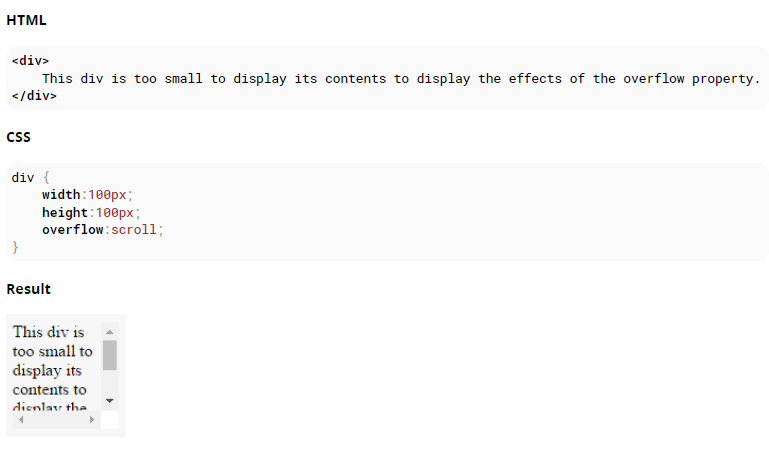 HTML
<div>
    This div is too small to display its contents to display the effects of the overflow property.
</div>
CSS
div {
    width:100px;
    height:100px;
    overflow:scroll;
}
Result
This div is
too small to
display its
contents to
display the